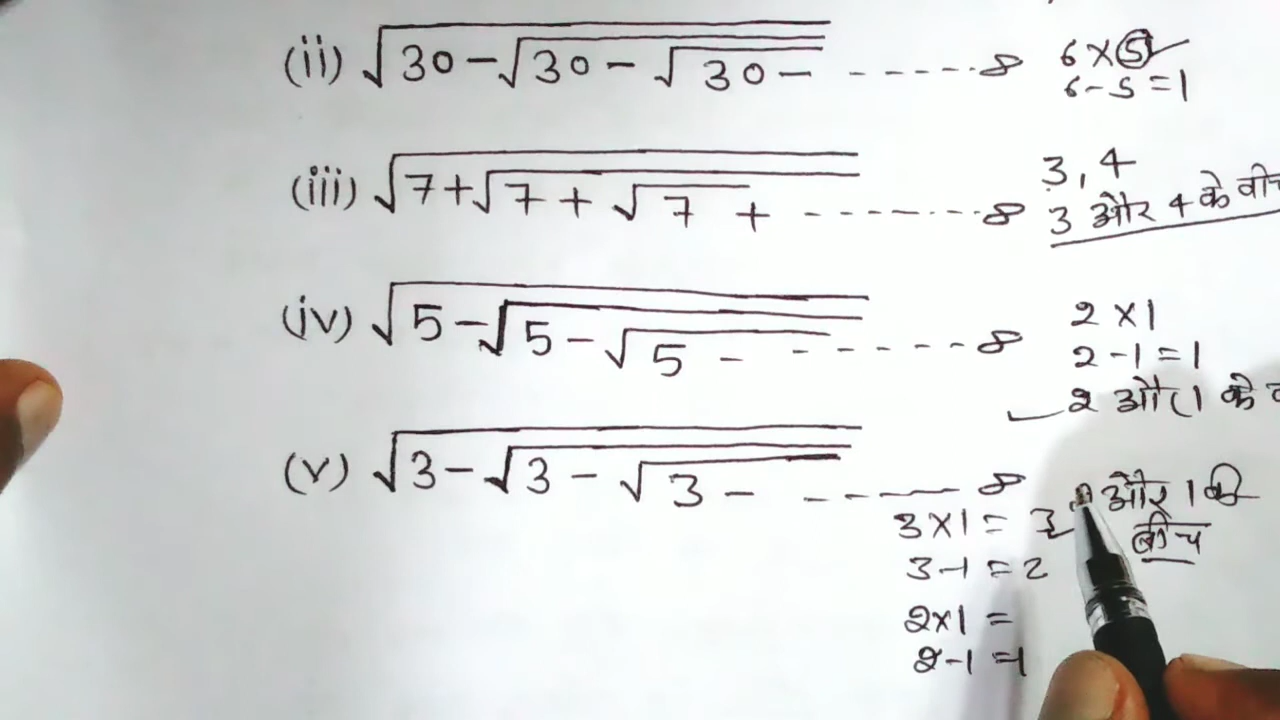 (ii) √30-√30-√30- ------∞
6×5✓
6-5=1
(iii) √7+√7+√7+ -------∞
3, 4
3 और 4 के बीच
(iv) √5-√5-√5- ------∞
2×1
2-1=1
2 और 1 के
(v) √3-√3-√3- ------∞
और 1 के
बीच
3×1=3✓
3-1=2
2×1=
2-1=1